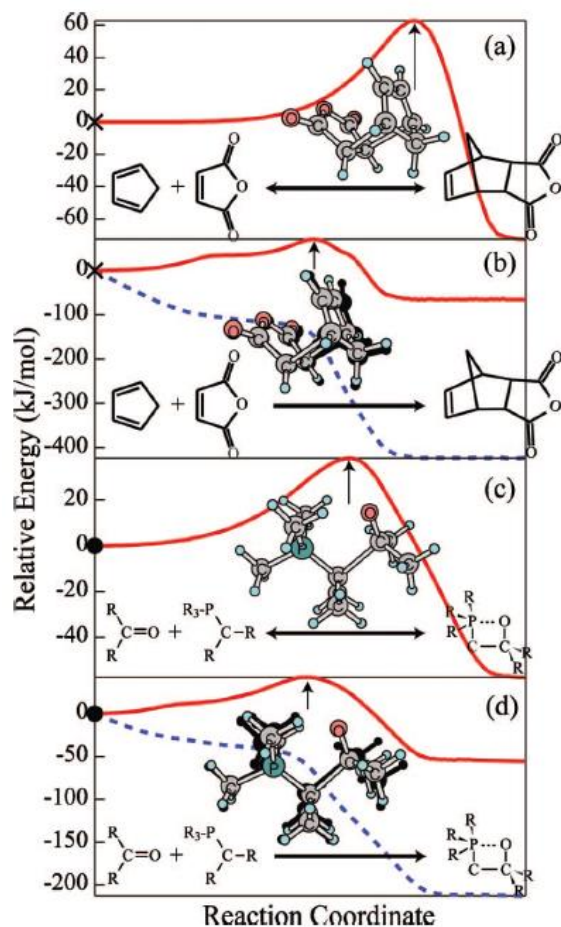 Relative Energy (kJ/mol)
60
40
20
0
-20
-40
-60
(a)
+
O
O
O
O
O
O
0
-100
-200
-300
-400
(b)
+
O
O
O
O
O
O
20
0
-20
-40
(c)
R
C=O
R
+
R₃-P
C-R
R
R
R
P
O
R
C
C
R
R
0
-50
-100
-150
-200
(d)
R
C=O
R
+
R₃-P
C-R
R
R
R
P
O
R
C
C
R
R
Reaction Coordinate